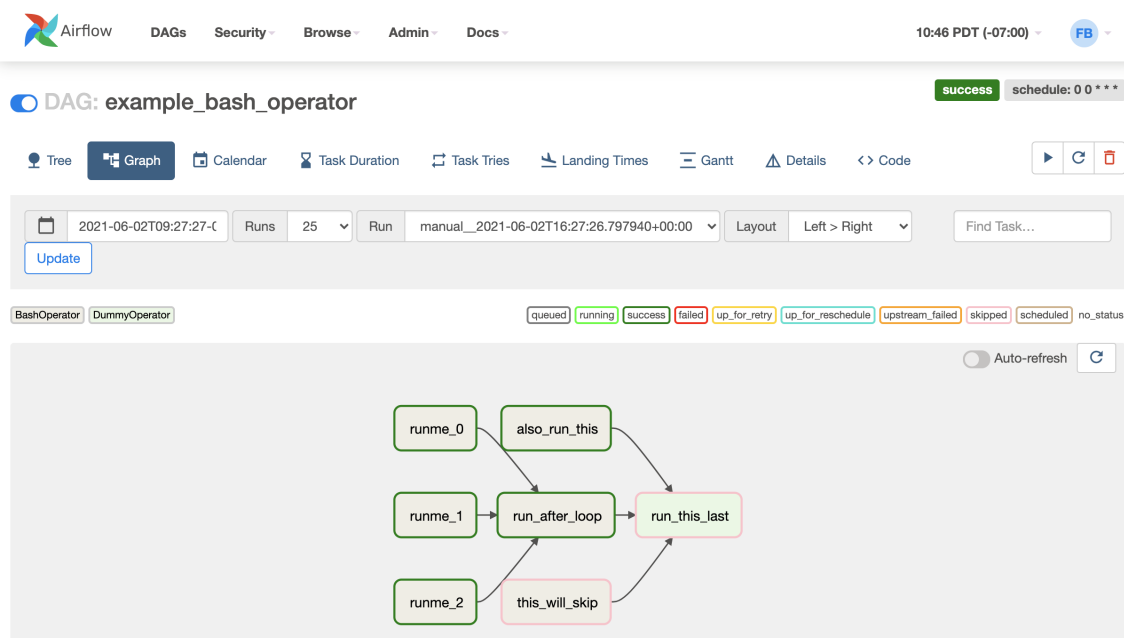 Airflow DAGs Security Browse Admin Docs 10:46 PDT (-07:00) FB
DAG: example_bash_operator success schedule: 0 0 * * *
Tree Graph Calendar Task Duration Task Tries Landing Times Gantt Details Code
2021-06-02T09:27:27-0 Runs 25 Run manual__2021-06-02T16:27:26.797940+00:00 Layout Left > Right Find Task...
Update
BashOperator DummyOperator queued running success failed up_for_retry up_for_reschedule upstream_failed skipped scheduled no_status
Auto-refresh
runme_0 also_run_this
runme_1 run_after_loop run_this_last
runme_2 this_will_skip